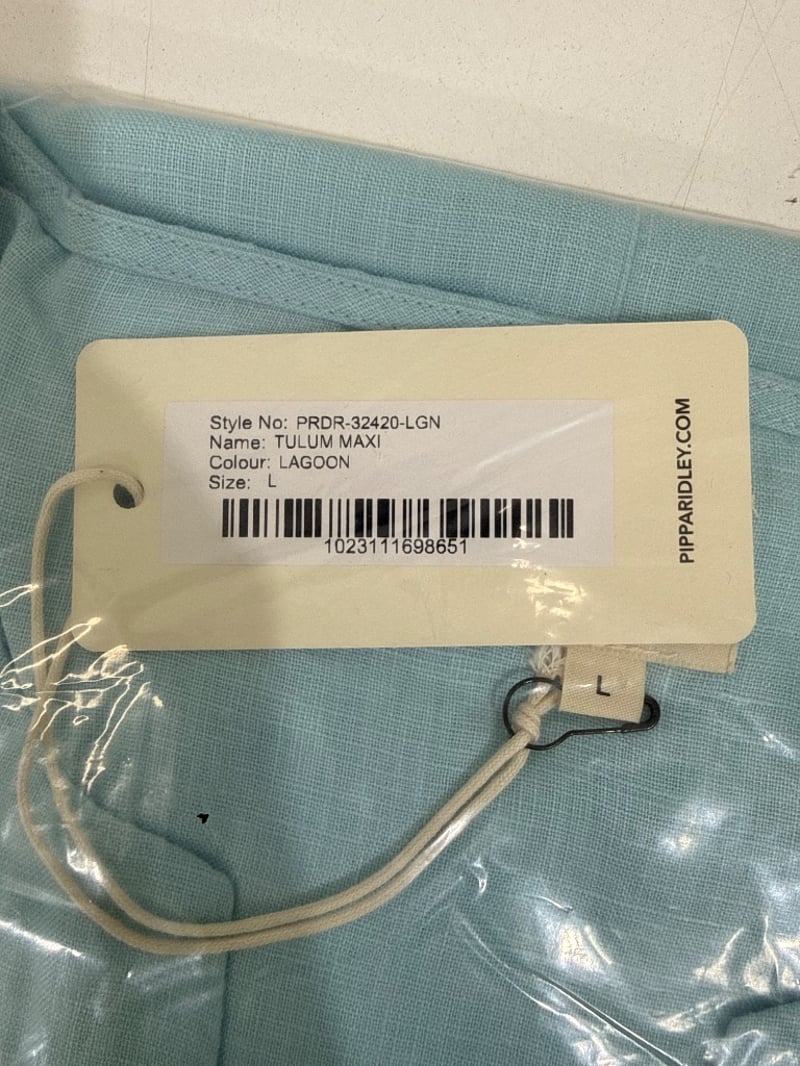 Style No: PRDR-32420-LGN
Name: TULUM MAXI
Colour: LAGOON
Size: L
1023111698651
PIPPARIDLEY.COM
L